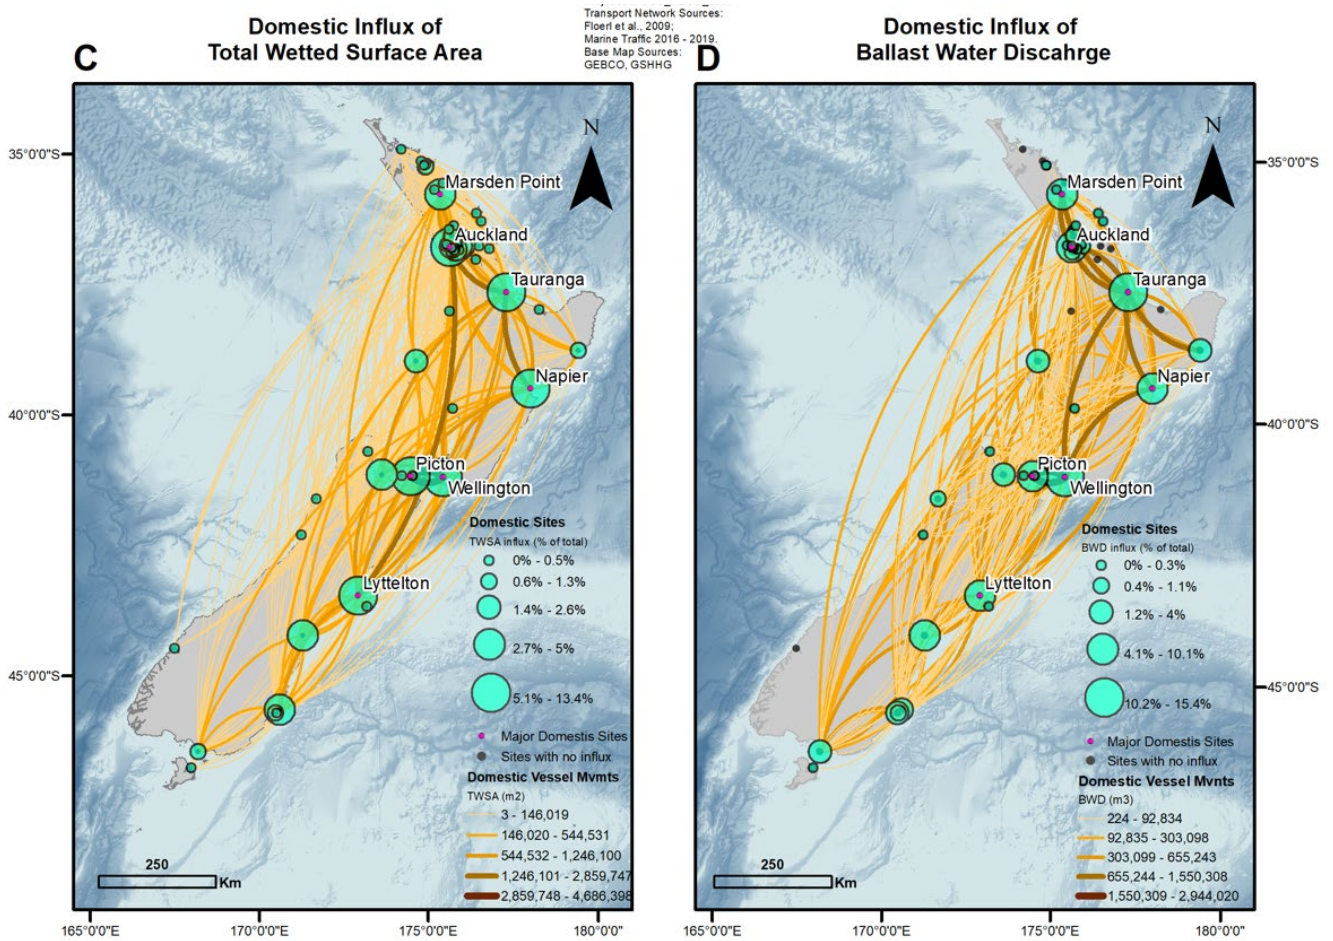 Transport Network Sources:
Floerl et al., 2009;
Marine Traffic 2016 - 2019.
Base Map Sources:
GEBCO, GSHHG
C
Domestic Influx of
Total Wetted Surface Area
N
35°0'0"S
40°0'0"S
45°0'0"S
Marsden Point
Auckland
Tauranga
Napier
Picton
Wellington
Lyttelton
Domestic Sites
TWSA influx (% of total)
0% - 0.5%
0.6% - 1.3%
1.4% - 2.6%
2.7% - 5%
5.1% - 13.4%
Major Domestis Sites
Sites with no influx
Domestic Vessel Mvmts
TWSA (m2)
3 - 146,019
146,020 - 544,531
544,532 - 1,246,100
1,246,101 - 2,859,747
2,859,748 - 4,686,398
250
Km
165°0'0"E
170°0'0"E
175°0'0"E
180°0'0"
D
Domestic Influx of
Ballast Water Discahrge
N
35°0'0"S
40°0'0"S
45°0'0"S
Marsden Point
Auckland
Tauranga
Napier
Picton
Wellington
Lyttelton
Domestic Sites
BWD influx (% of total)
0% - 0.3%
0.4% - 1.1%
1.2% - 4%
4.1% - 10.1%
10.2% - 15.4%
Major Domestis Sites
Sites with no influx
Domestic Vessel Mvnts
BWD (m3)
224 - 92,834
92,835 - 303,098
303,099 - 655,243
655,244 - 1,550,308
1,550,309 - 2,944,020
250
Km
165°0'0"E
170°0'0"E
175°0'0"E
180°0'0"